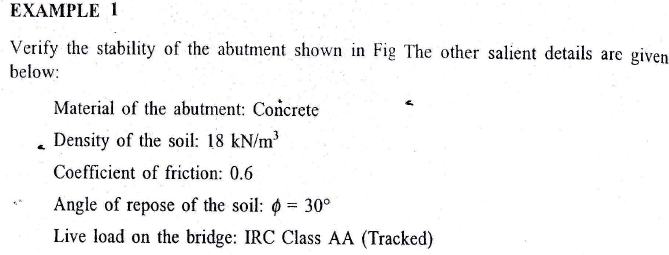 EXAMPLE 1
Verify the stability of the abutment shown in Fig The other salient details are given
below:
Material of the abutment: Concrete
Density of the soil: 18 kN/m³
Coefficient of friction: 0.6
Angle of repose of the soil: ϕ = 30°
Live load on the bridge: IRC Class AA (Tracked)